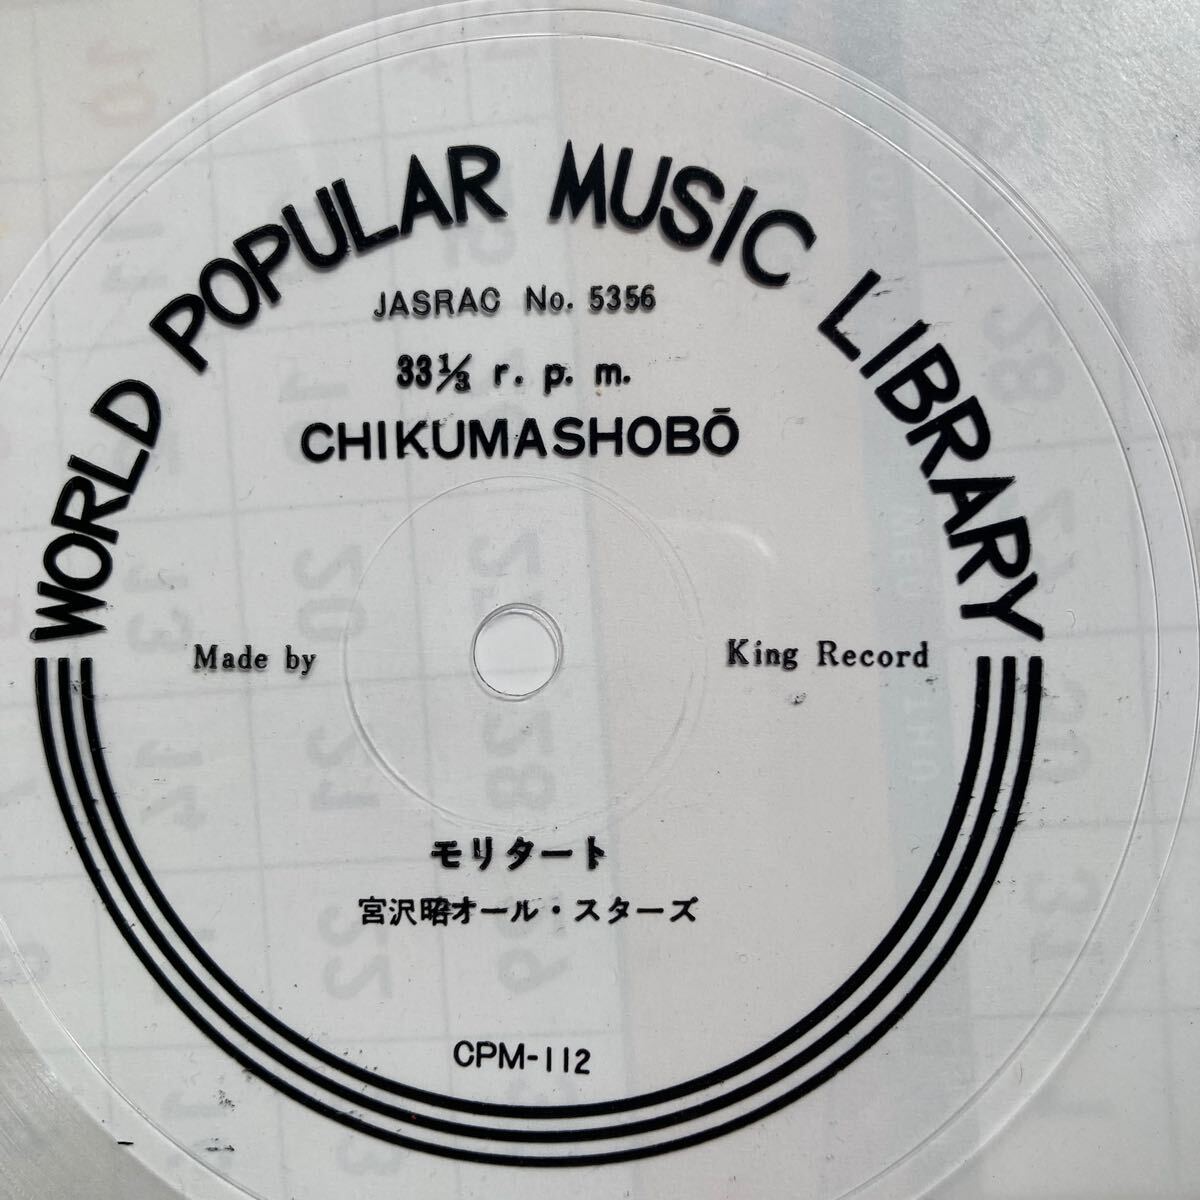 WORLD POPULAR MUSIC LIBRARY
JASRAC No. 5356
33⅓ r. p. m.
CHIKUMASHOBŌ
Made by King Record
モリタート
宮沢昭オール・スターズ
CPM-112